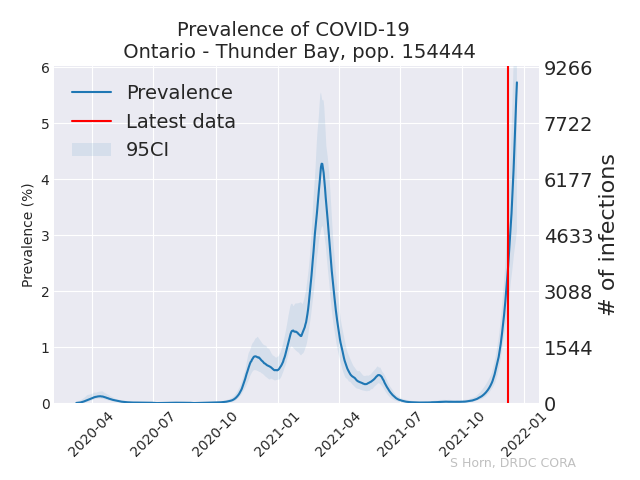 Prevalence of COVID-19
Ontario - Thunder Bay, pop. 154444
Prevalence
Latest data
95CI
Prevalence (%)
6
5
4
3
2
1
0
9266
7722
6177
4633
3088
1544
0
# of infections
2020-04
2020-07
2020-10
2021-01
2021-04
2021-07
2021-10
2022-01
S Horn, DRDC CORA